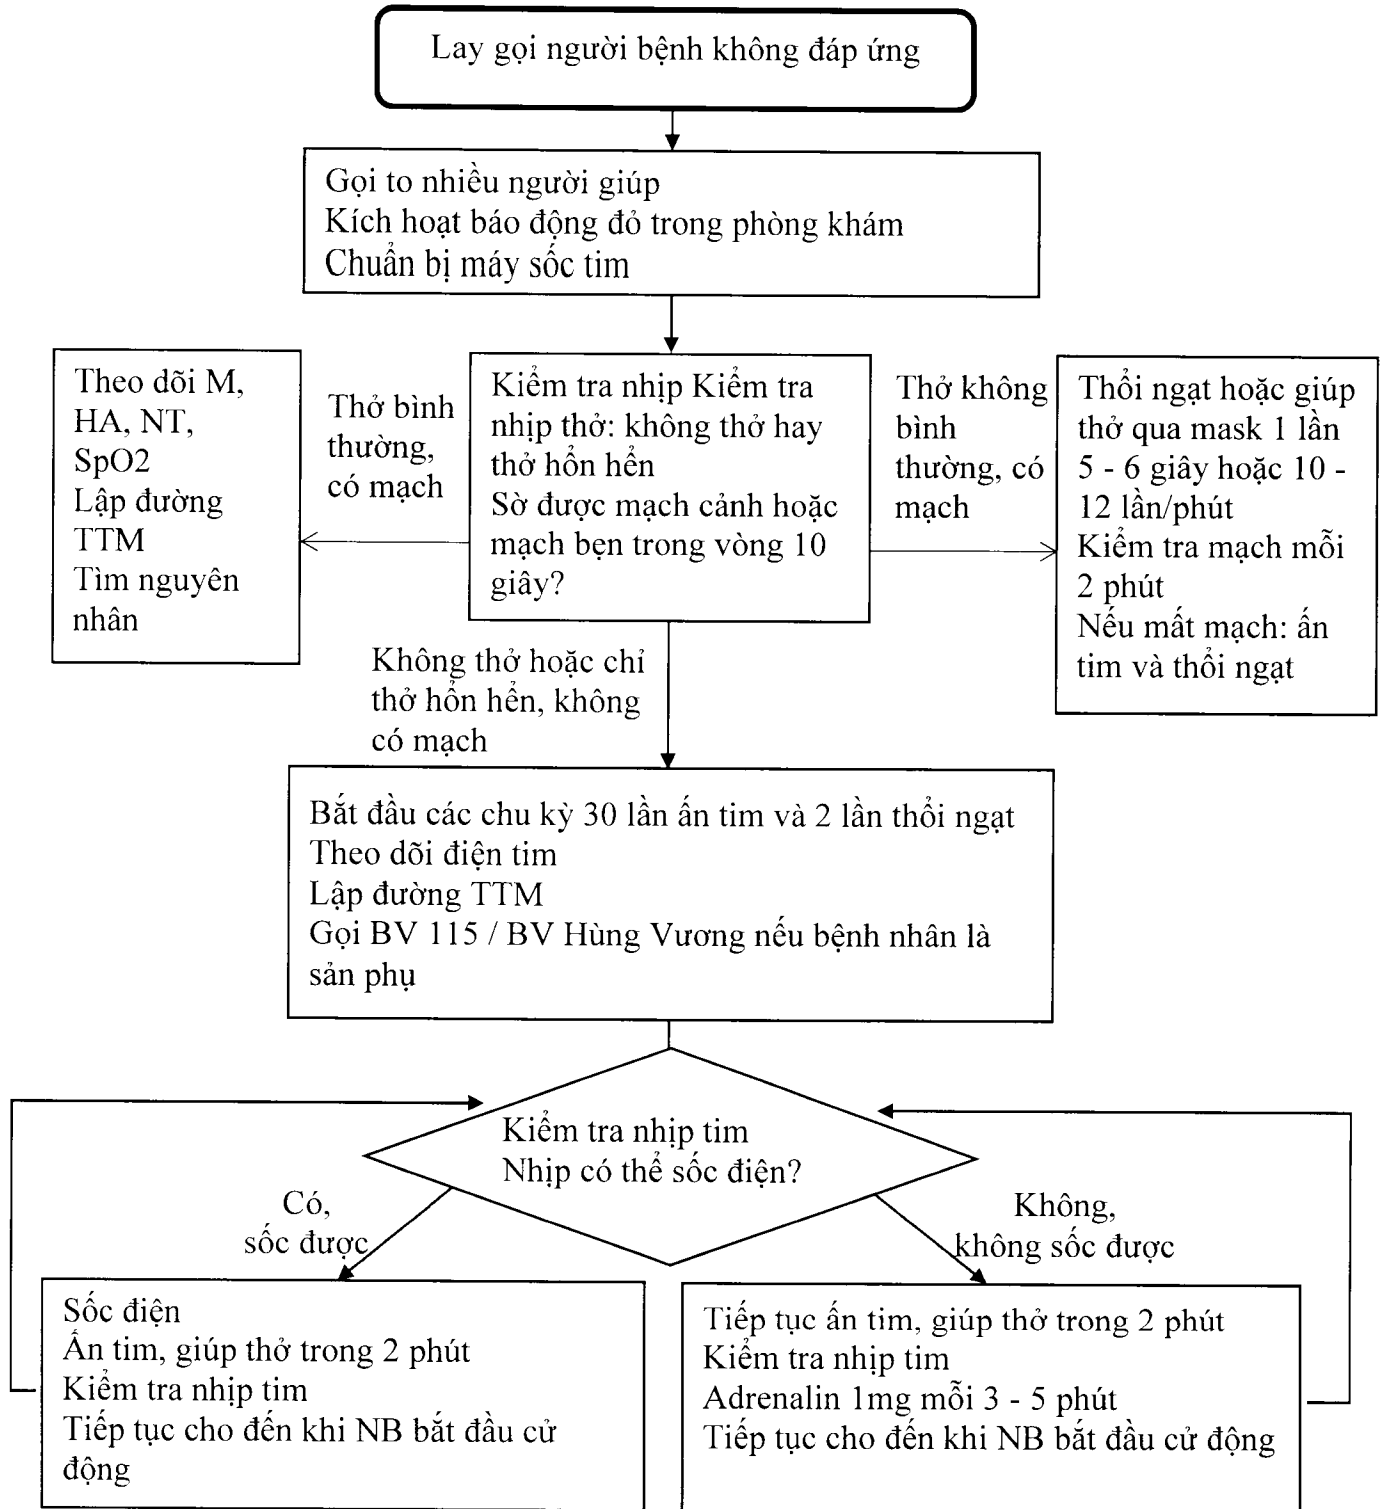 Lay gọi người bệnh không đáp ứng
Gọi to nhiều người giúp
Kích hoạt báo động đỏ trong phòng khám
Chuẩn bị máy sốc tim
Theo dõi M,
HA, NT,
SpO2
Lập đường
TTM
Tìm nguyên
nhân
Thở bình
thường,
có mạch
Kiểm tra nhịp Kiểm tra
nhịp thở: không thở hay
thở hổn hển
Sờ được mạch cảnh hoặc
mạch bẹn trong vòng 10
giây?
Thở không
bình
thường, có
mạch
Thổi ngạt hoặc giúp
thở qua mask 1 lần
5 - 6 giây hoặc 10 -
12 lần/phút
Kiểm tra mạch mỗi
2 phút
Nếu mất mạch: ấn
tim và thổi ngạt
Không thở hoặc chỉ
thở hổn hển, không
có mạch
Bắt đầu các chu kỳ 30 lần ấn tim và 2 lần thổi ngạt
Theo dõi điện tim
Lập đường TTM
Gọi BV 115 / BV Hùng Vương nếu bệnh nhân là
sản phụ
Kiểm tra nhịp tim
Nhịp có thể sốc điện?
Có,
sốc được
Không,
không sốc được
Sốc điện
Ấn tim, giúp thở trong 2 phút
Kiểm tra nhịp tim
Tiếp tục cho đến khi NB bắt đầu cử
động
Tiếp tục ấn tim, giúp thở trong 2 phút
Kiểm tra nhịp tim
Adrenalin 1mg mỗi 3 - 5 phút
Tiếp tục cho đến khi NB bắt đầu cử động